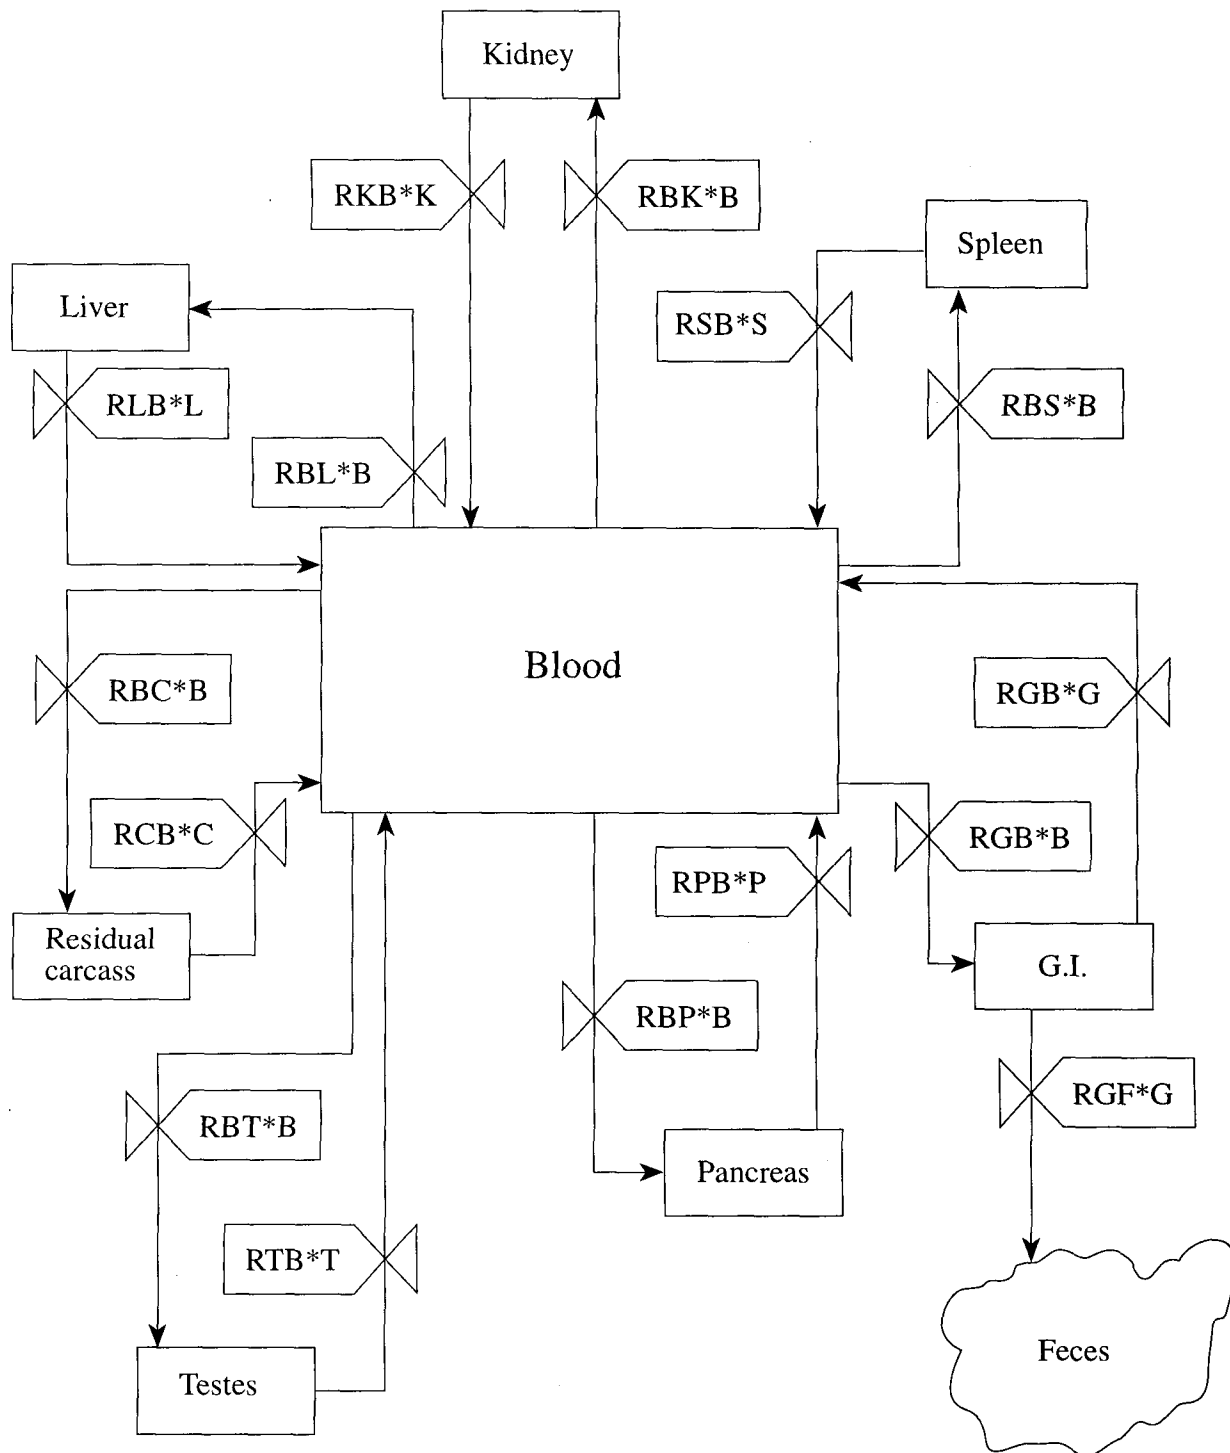 Kidney
RKB*K
RBK*B
Spleen
Liver
RSB*S
RLB*L
RBS*B
RBL*B
Blood
RBC*B
RGB*G
RCB*C
RGB*B
RPB*P
Residual
carcass
G.I.
RBP*B
RGF*G
RBT*B
Pancreas
RTB*T
Feces
Testes